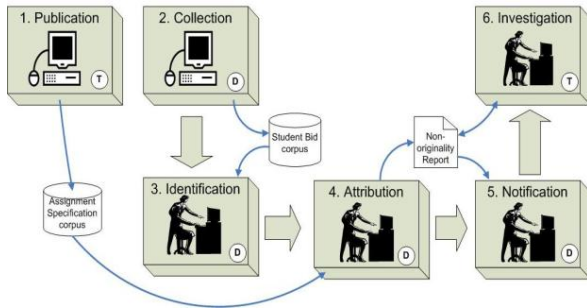 1. Publication
T
2. Collection
D
6. Investigation
T
Student Bid
corpus
Non-
originality
Report
Assignment
Specification
corpus
3. Identification
D
4. Attribution
D
5. Notification
D